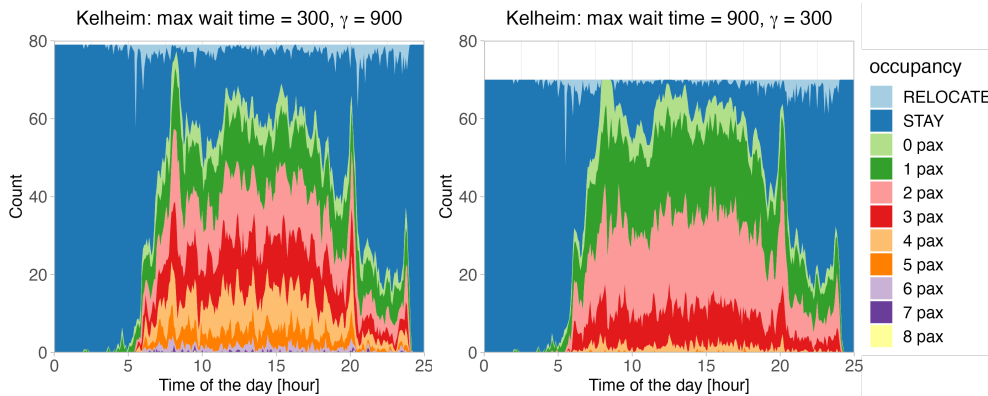 Kelheim: max wait time = 300, γ = 900
80
60
40
20
0
Count
0 5 10 15 20 25
Time of the day [hour]
Kelheim: max wait time = 900, γ = 300
80
60
40
20
0
Count
0 5 10 15 20 25
Time of the day [hour]
occupancy
RELOCATE
STAY
0 pax
1 pax
2 pax
3 pax
4 pax
5 pax
6 pax
7 pax
8 pax